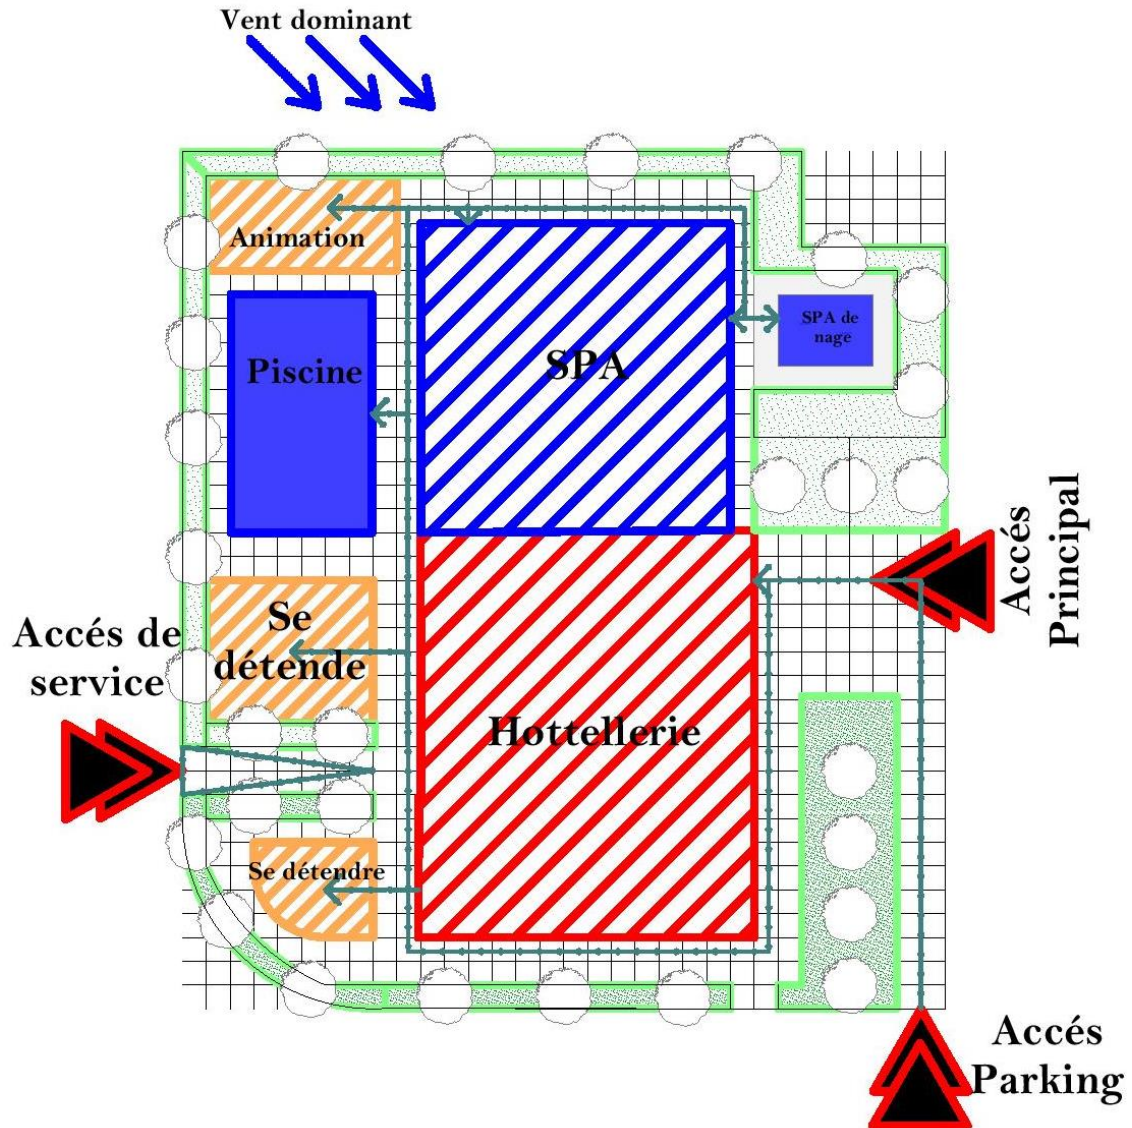 Vent dominant
Animation
Piscine
SPA
SPA de
nage
Accés
Principal
Se
détende
Accés de
service
Hottellerie
Se détendre
Accés
Parking